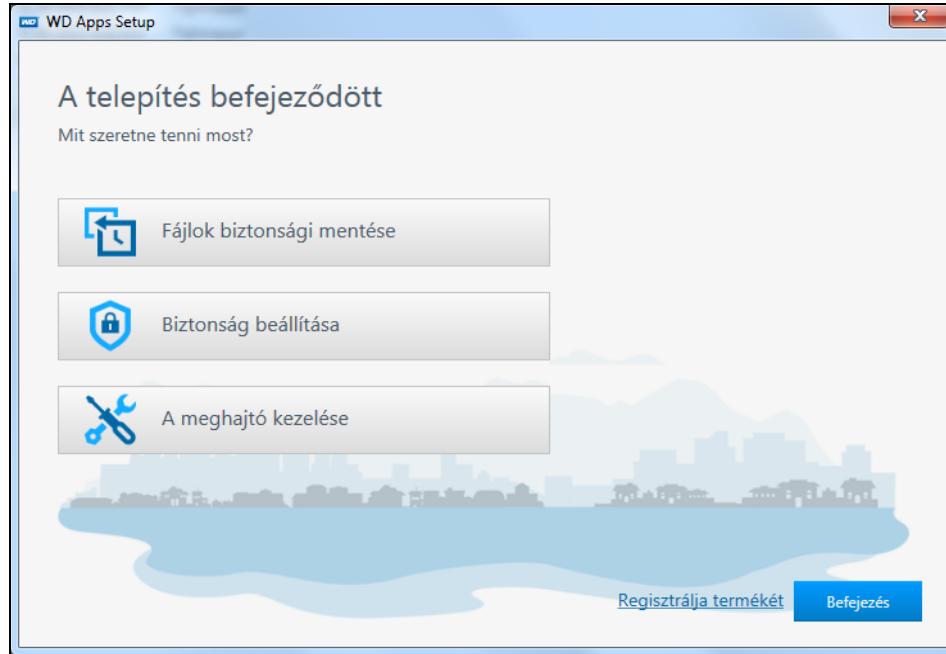 WD WD Apps Setup
A telepítés befejeződött
Mit szeretne tenni most?
Fájlok biztonsági mentése
Biztonság beállítása
A meghajtó kezelése
Regisztrálja termékét Befejezés